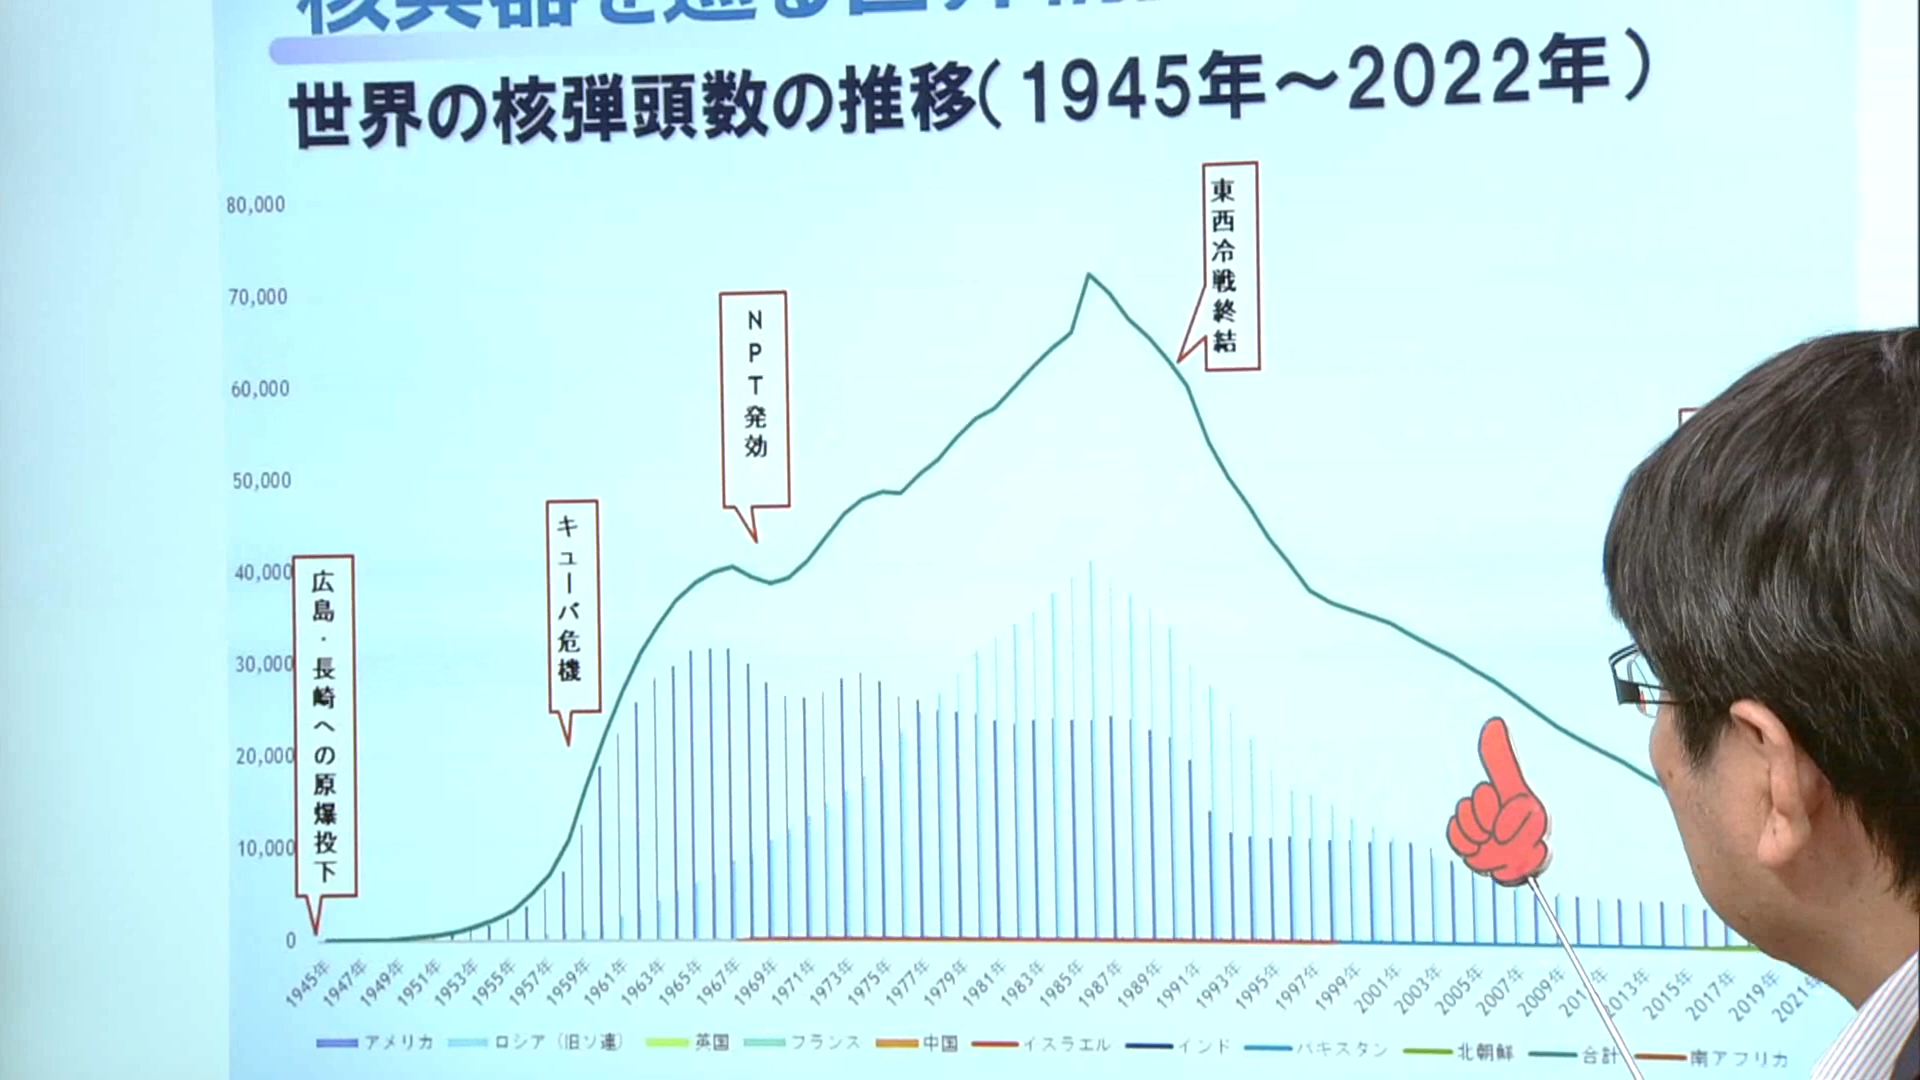 世界の核弾頭数の推移(1945年～2022年)
80,000
70,000
60,000
50,000
40,000
30,000
20,000
10,000
0
広島・長崎への原爆投下
キューバ危機
NPT発効
東西冷戦終結
1945年 1947年 1949年 1951年 1953年 1955年 1957年 1959年 1961年 1963年 1965年 1967年 1969年 1971年 1973年 1975年 1977年 1979年 1981年 1983年 1985年 1987年 1989年 1991年 1993年 1995年 1997年 1999年 2001年 2003年 2005年 2007年 2009年 2013年 2015年 2017年 2019年
アメリカ ロシア(旧ソ連) 英国 フランス 中国 イスラエル インド パキスタン 北朝鮮 合計 南アフリカ